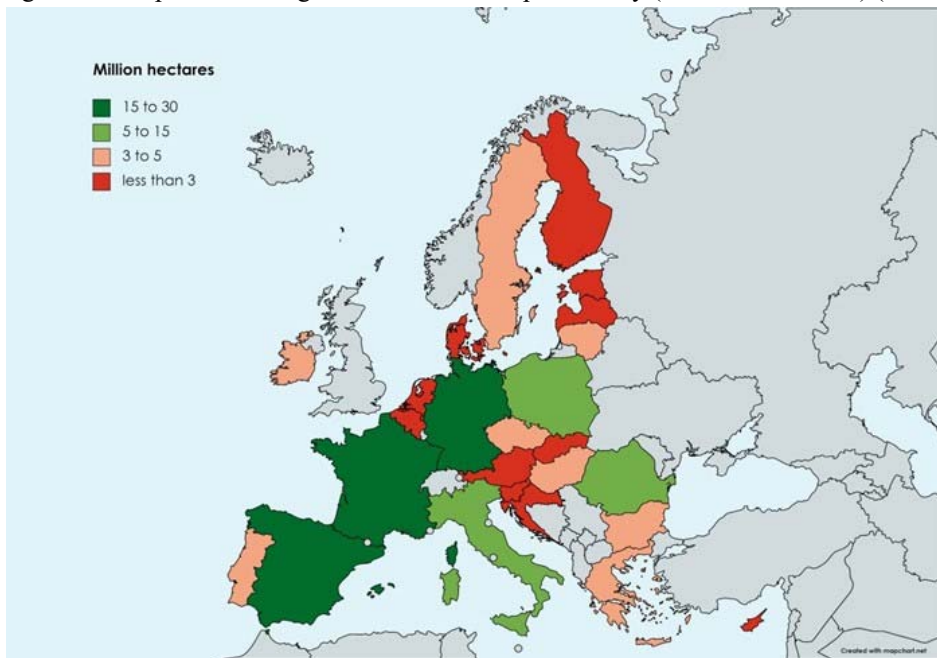 Million hectares
15 to 30
5 to 15
3 to 5
less than 3
Created with mapchart.net